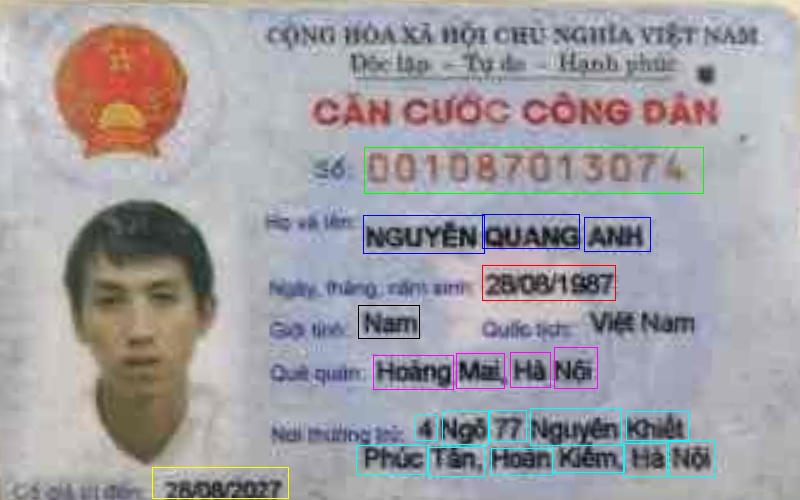 CỘNG HÒA XÃ HỘI CHỦ NGHĨA VIỆT NAM
Độc lập - Tự do - Hạnh phúc
CĂN CƯỚC CÔNG DÂN
Số: 001087013074
Họ và tên: NGUYỄN QUANG ANH
Ngày, tháng, năm sinh: 28/08/1987
Giới tính: Nam Quốc tịch: Việt Nam
Quê quán: Hoàng Mai, Hà Nội
Nơi thường trú: 4 Ngõ 77 Nguyễn Khiết
Phúc Tân, Hoàn Kiếm, Hà Nội
Có giá trị đến: 28/08/2027